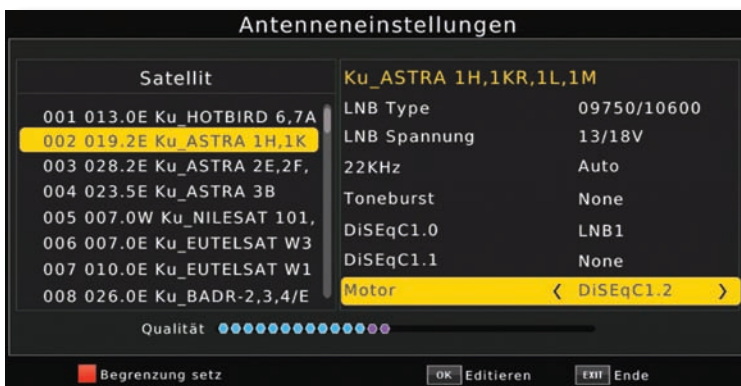 Antenneneinstellungen
Satellit
001 013.0E Ku_HOTBIRD 6,7A
002 019.2E Ku_ASTRA 1H,1K
003 028.2E Ku_ASTRA 2E,2F,
004 023.5E Ku_ASTRA 3B
005 007.0W Ku_NILESAT 101,
006 007.0E Ku_EUTELSAT W3
007 010.0E Ku_EUTELSAT W1
008 026.0E Ku_BADR-2,3,4/E
Ku_ASTRA 1H,1KR,1L,1M
LNB Type 09750/10600
LNB Spannung 13/18V
22KHz Auto
Toneburst None
DiSEqC1.0 LNB1
DiSEqC1.1 None
Motor DiSEqC1.2
Qualität
Begrenzung setz OK Editieren EXIT Ende